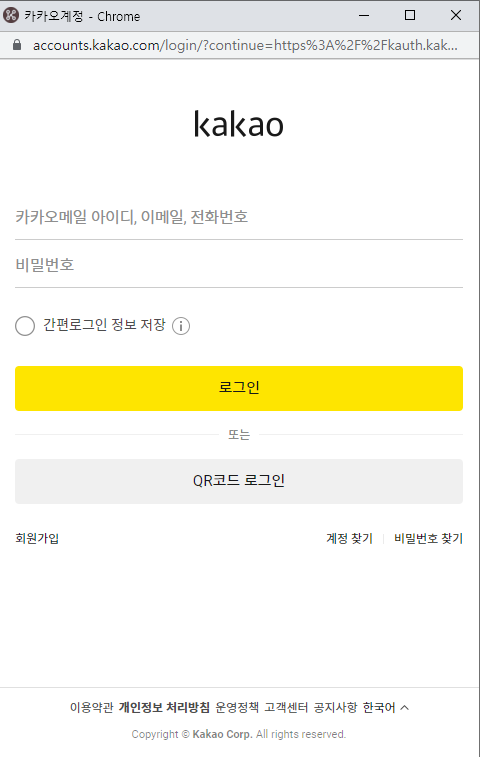 카카오계정 - Chrome
accounts.kakao.com/login/?continue=https%3A%2F%2Fkauth.kak...
kakao
카카오메일 아이디, 이메일, 전화번호
비밀번호
간편로그인 정보 저장
로그인
또는
QR코드 로그인
회원가입 계정 찾기 비밀번호 찾기
이용약관 개인정보 처리방침 운영정책 고객센터 공지사항 한국어
Copyright © Kakao Corp. All rights reserved.